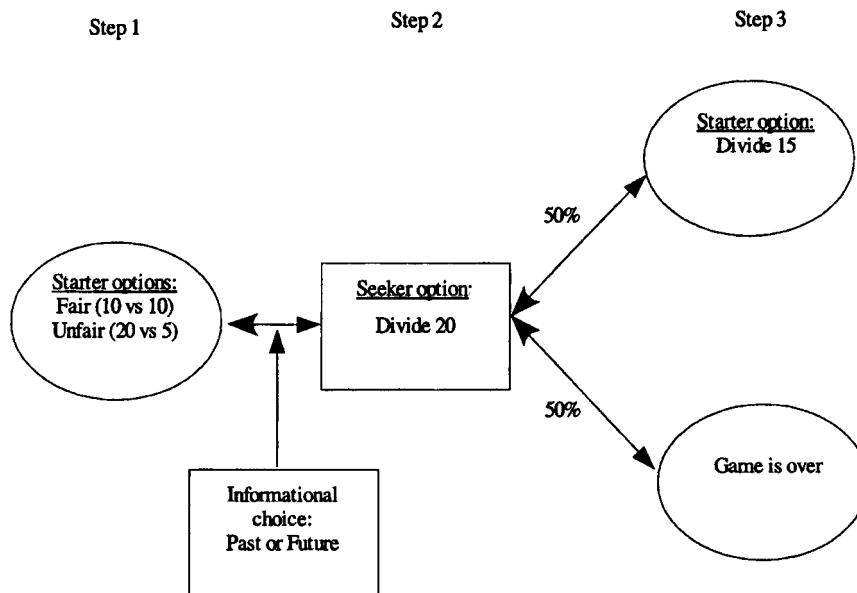 Step 1
Step 2
Step 3
Starter options:
Fair (10 vs 10)
Unfair (20 vs 5)
Informational
choice:
Past or Future
Seeker option:
Divide 20
50%
50%
Starter option:
Divide 15
Game is over